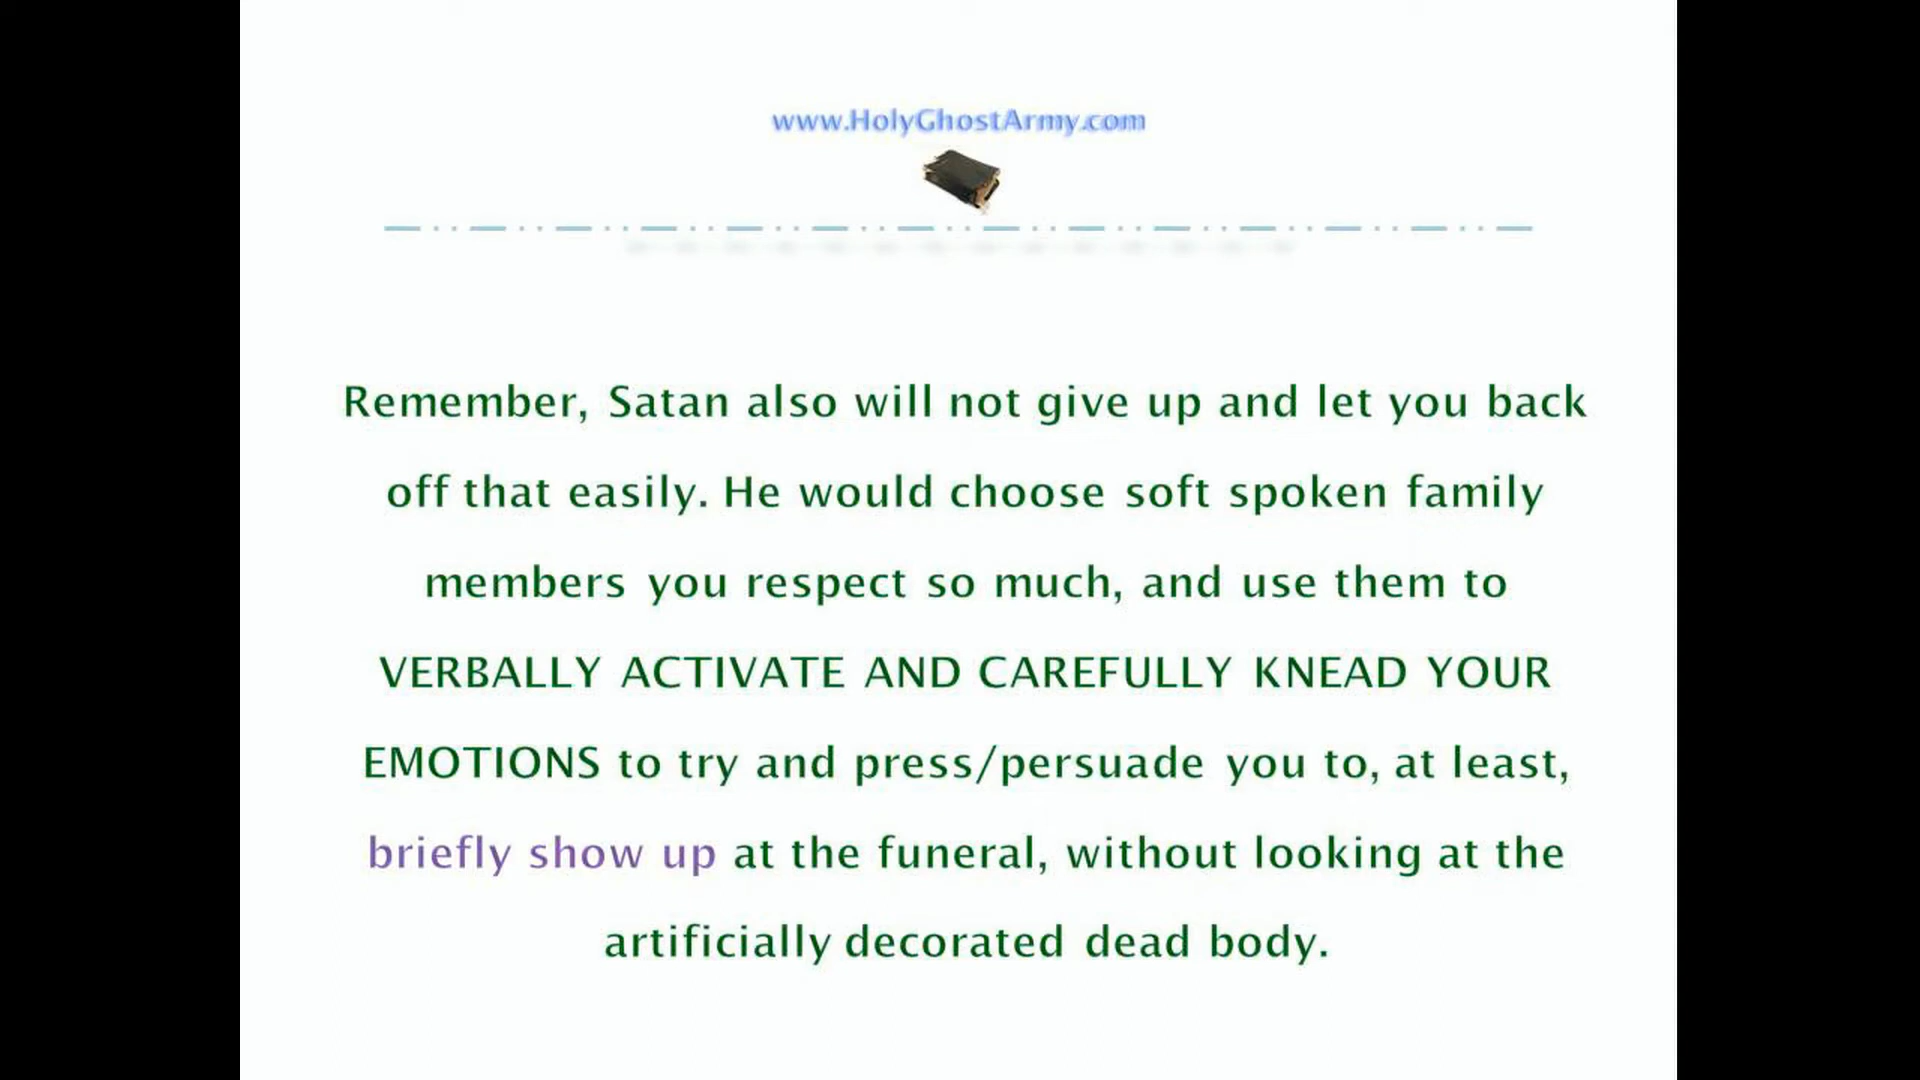 www.HolyGhostArmy.com
Remember, Satan also will not give up and let you back
off that easily. He would choose soft spoken family
members you respect so much, and use them to
VERBALLY ACTIVATE AND CAREFULLY KNEAD YOUR
EMOTIONS to try and press/persuade you to, at least,
briefly show up at the funeral, without looking at the
artificially decorated dead body.